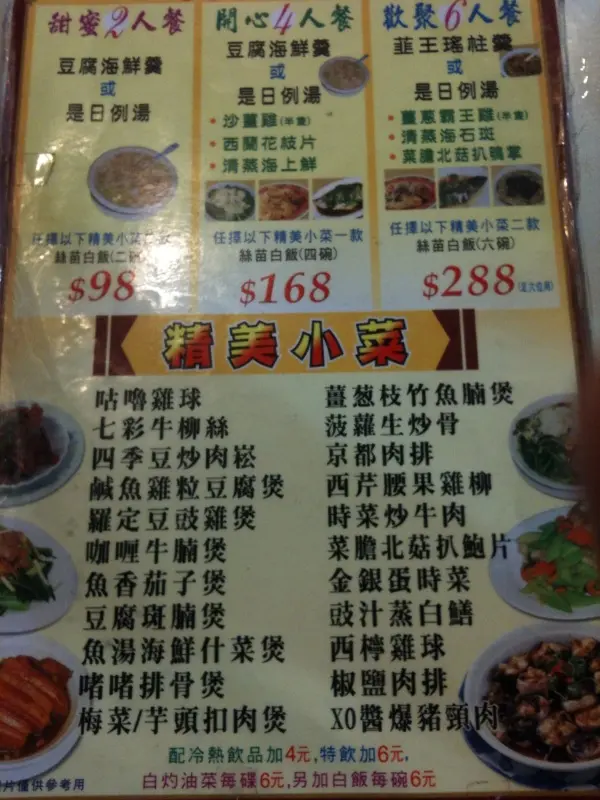 甜蜜2人餐
豆腐海鮮羹
或
是日例湯
任擇以下精美小菜 款
絲苗白飯(二碗)
$98
開心4人餐
豆腐海鮮羹
或
是日例湯
• 沙薑雞(半隻)
• 西蘭花枝片
• 清蒸海上鮮
任擇以下精美小菜一款
絲苗白飯(四碗)
$168
歡聚6人餐
韮王瑤柱羹
或
是日例湯
• 薑蔥霸王雞(半隻)
• 清蒸海石斑
• 菜膽北菇扒鴨掌
任擇以下精美小菜二款
絲苗白飯(六碗)
$288(足六位用)
精美小菜
咕嚕雞球
七彩牛柳絲
四季豆炒肉崧
鹹魚雞粒豆腐煲
羅定豆豉雞煲
咖喱牛腩煲
魚香茄子煲
豆腐斑腩煲
魚湯海鮮什菜煲
啫啫排骨煲
梅菜/芋頭扣肉煲
薑葱枝竹魚腩煲
菠蘿生炒骨
京都肉排
西芹腰果雞柳
時菜炒牛肉
菜膽北菇扒鮑片
金銀蛋時菜
豉汁蒸白鱔
西檸雞球
椒鹽肉排
XO醬爆豬頸肉
配冷熱飲品加4元,特飲加6元,
白灼油菜每碟6元,另加白飯每碗6元
片僅供參考用